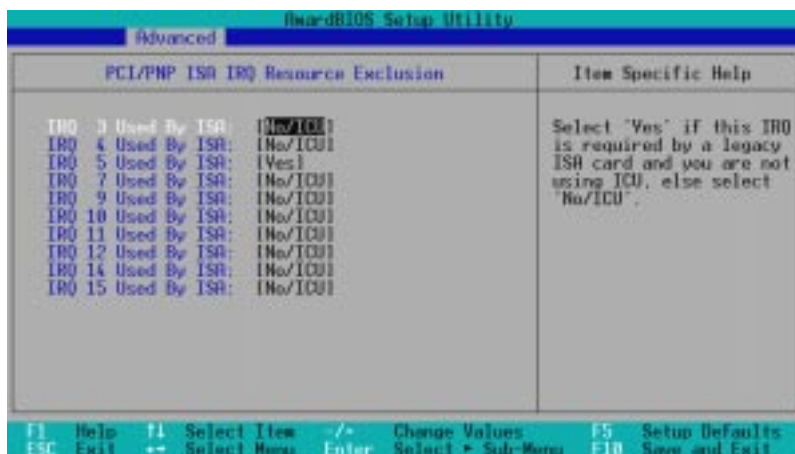 AwardBIOS Setup Utility
Advanced
PCI/PNP ISA IRQ Resource Exclusion
Item Specific Help
IRQ 3 Used By ISA: [No/ICU]
IRQ 4 Used By ISA: [No/ICU]
IRQ 5 Used By ISA: [Yes]
IRQ 7 Used By ISA: [No/ICU]
IRQ 9 Used By ISA: [No/ICU]
IRQ 10 Used By ISA: [No/ICU]
IRQ 11 Used By ISA: [No/ICU]
IRQ 12 Used By ISA: [No/ICU]
IRQ 14 Used By ISA: [No/ICU]
IRQ 15 Used By ISA: [No/ICU]
Select 'Yes' if this IRQ
is required by a legacy
ISA card and you are not
using ICU, else select
'No/ICU'.
F1 Help ↑↓ Select Item -/+ Change Values F5 Setup Defaults
ESC Exit ←→ Select Menu Enter Select ► Sub-Menu F10 Save and Exit